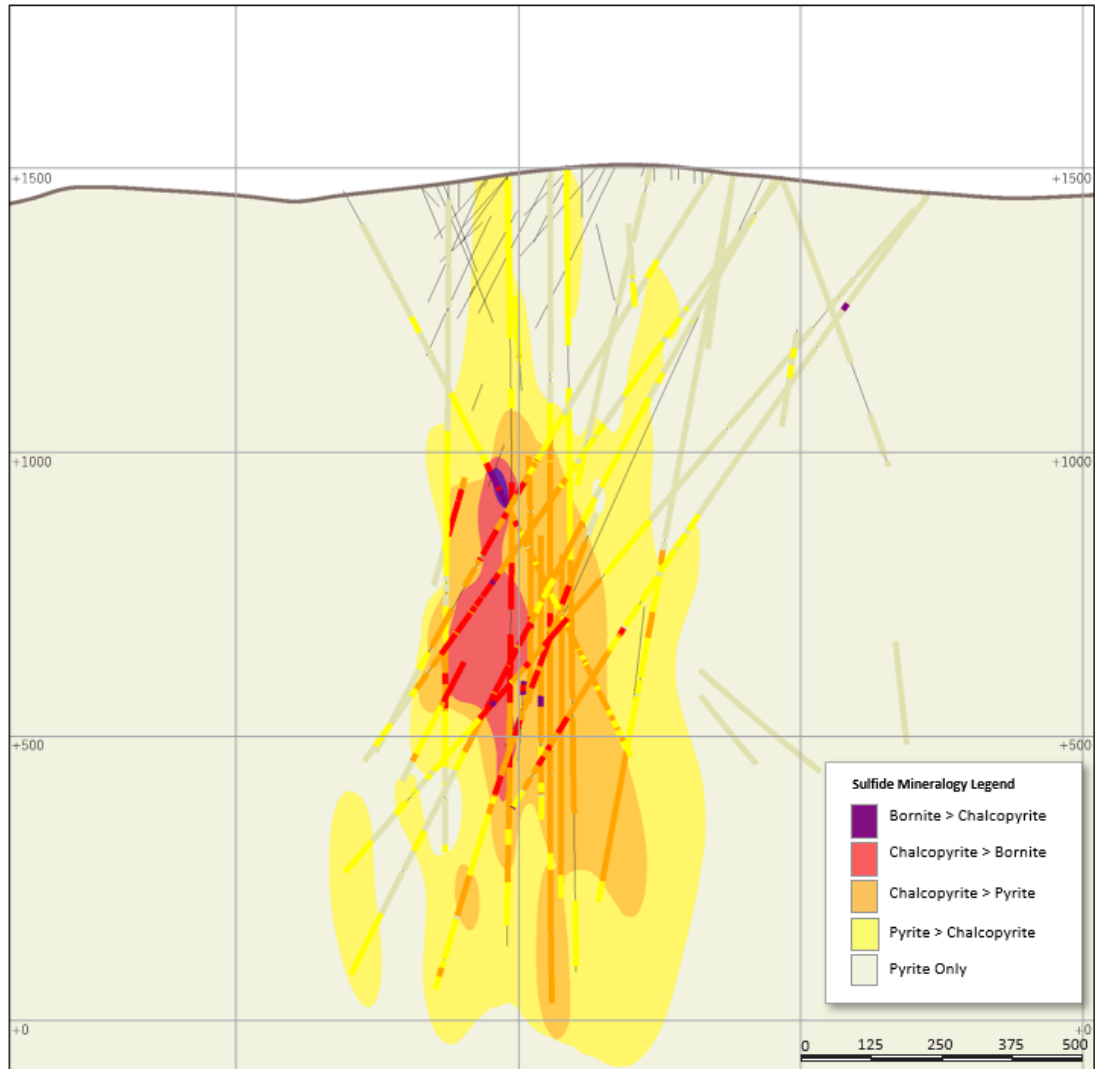 +1500
+1500
+1000
+1000
+500
+500
+0
+0
Sulfide Mineralogy Legend
Bornite > Chalcopyrite
Chalcopyrite > Bornite
Chalcopyrite > Pyrite
Pyrite > Chalcopyrite
Pyrite Only
0 125 250 375 500